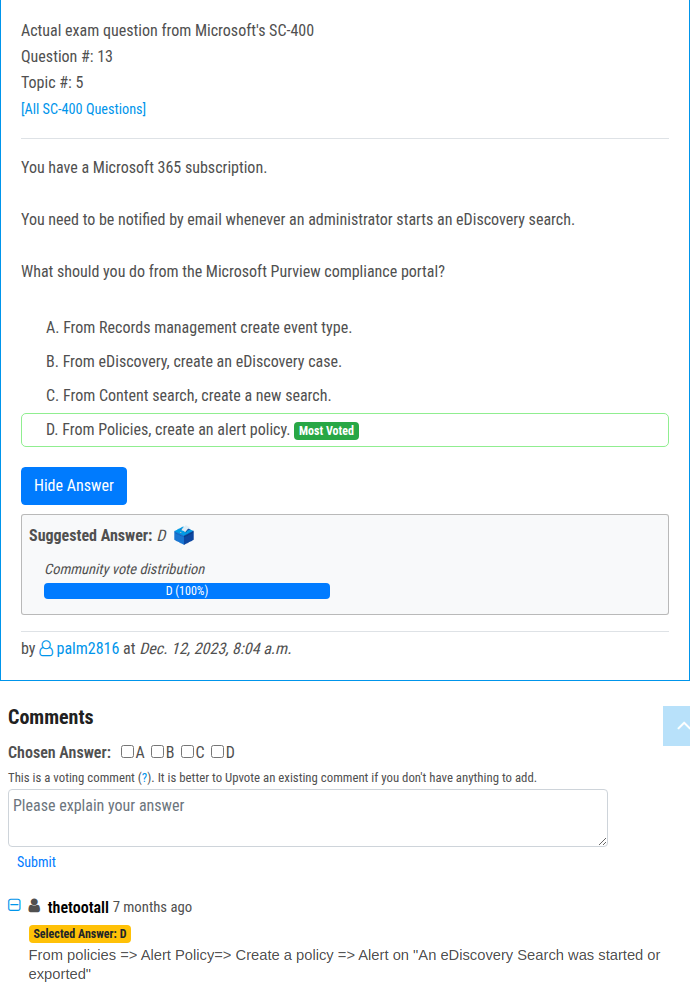 Actual exam question from Microsoft's SC-400
Question #: 13
Topic #: 5
[All SC-400 Questions]
You have a Microsoft 365 subscription.
You need to be notified by email whenever an administrator starts an eDiscovery search.
What should you do from the Microsoft Purview compliance portal?
A. From Records management create event type.
B. From eDiscovery, create an eDiscovery case.
C. From Content search, create a new search.
D. From Policies, create an alert policy. Most Voted
Hide Answer
Suggested Answer: D
Community vote distribution
D (100%)
by palm2816 at Dec. 12, 2023, 8:04 a.m.
Comments
Chosen Answer: A B C D
This is a voting comment (?). It is better to Upvote an existing comment if you don't have anything to add.
Please explain your answer
Submit
thetootall 7 months ago
Selected Answer: D
From policies => Alert Policy=> Create a policy => Alert on "An eDiscovery Search was started or
exported"